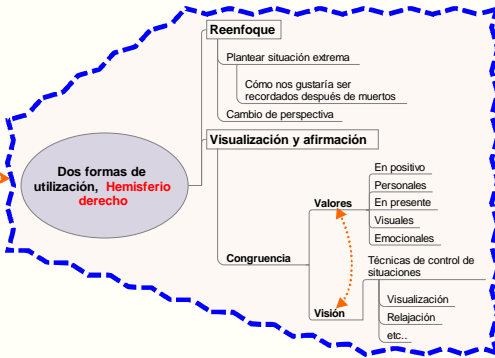 Reenfoque
Plantear situación extrema
Cómo nos gustaría ser
recordados después de muertos
Cambio de perspectiva
Dos formas de
utilización, Hemisferio
derecho
Visualización y afirmación
Congruencia
Valores
En positivo
Personales
En presente
Visuales
Emocionales
Visión
Técnicas de control de
situaciones
Visualización
Relajación
etc..